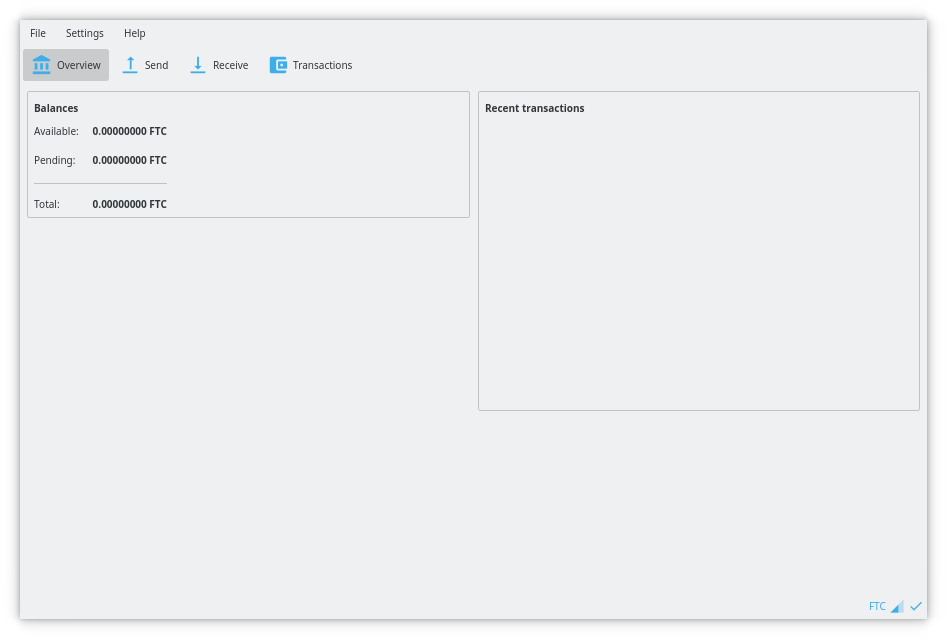 File Settings Help
Overview Send Receive Transactions
Balances
Available: 0.00000000 FTC
Pending: 0.00000000 FTC
Total: 0.00000000 FTC
Recent transactions
FTC